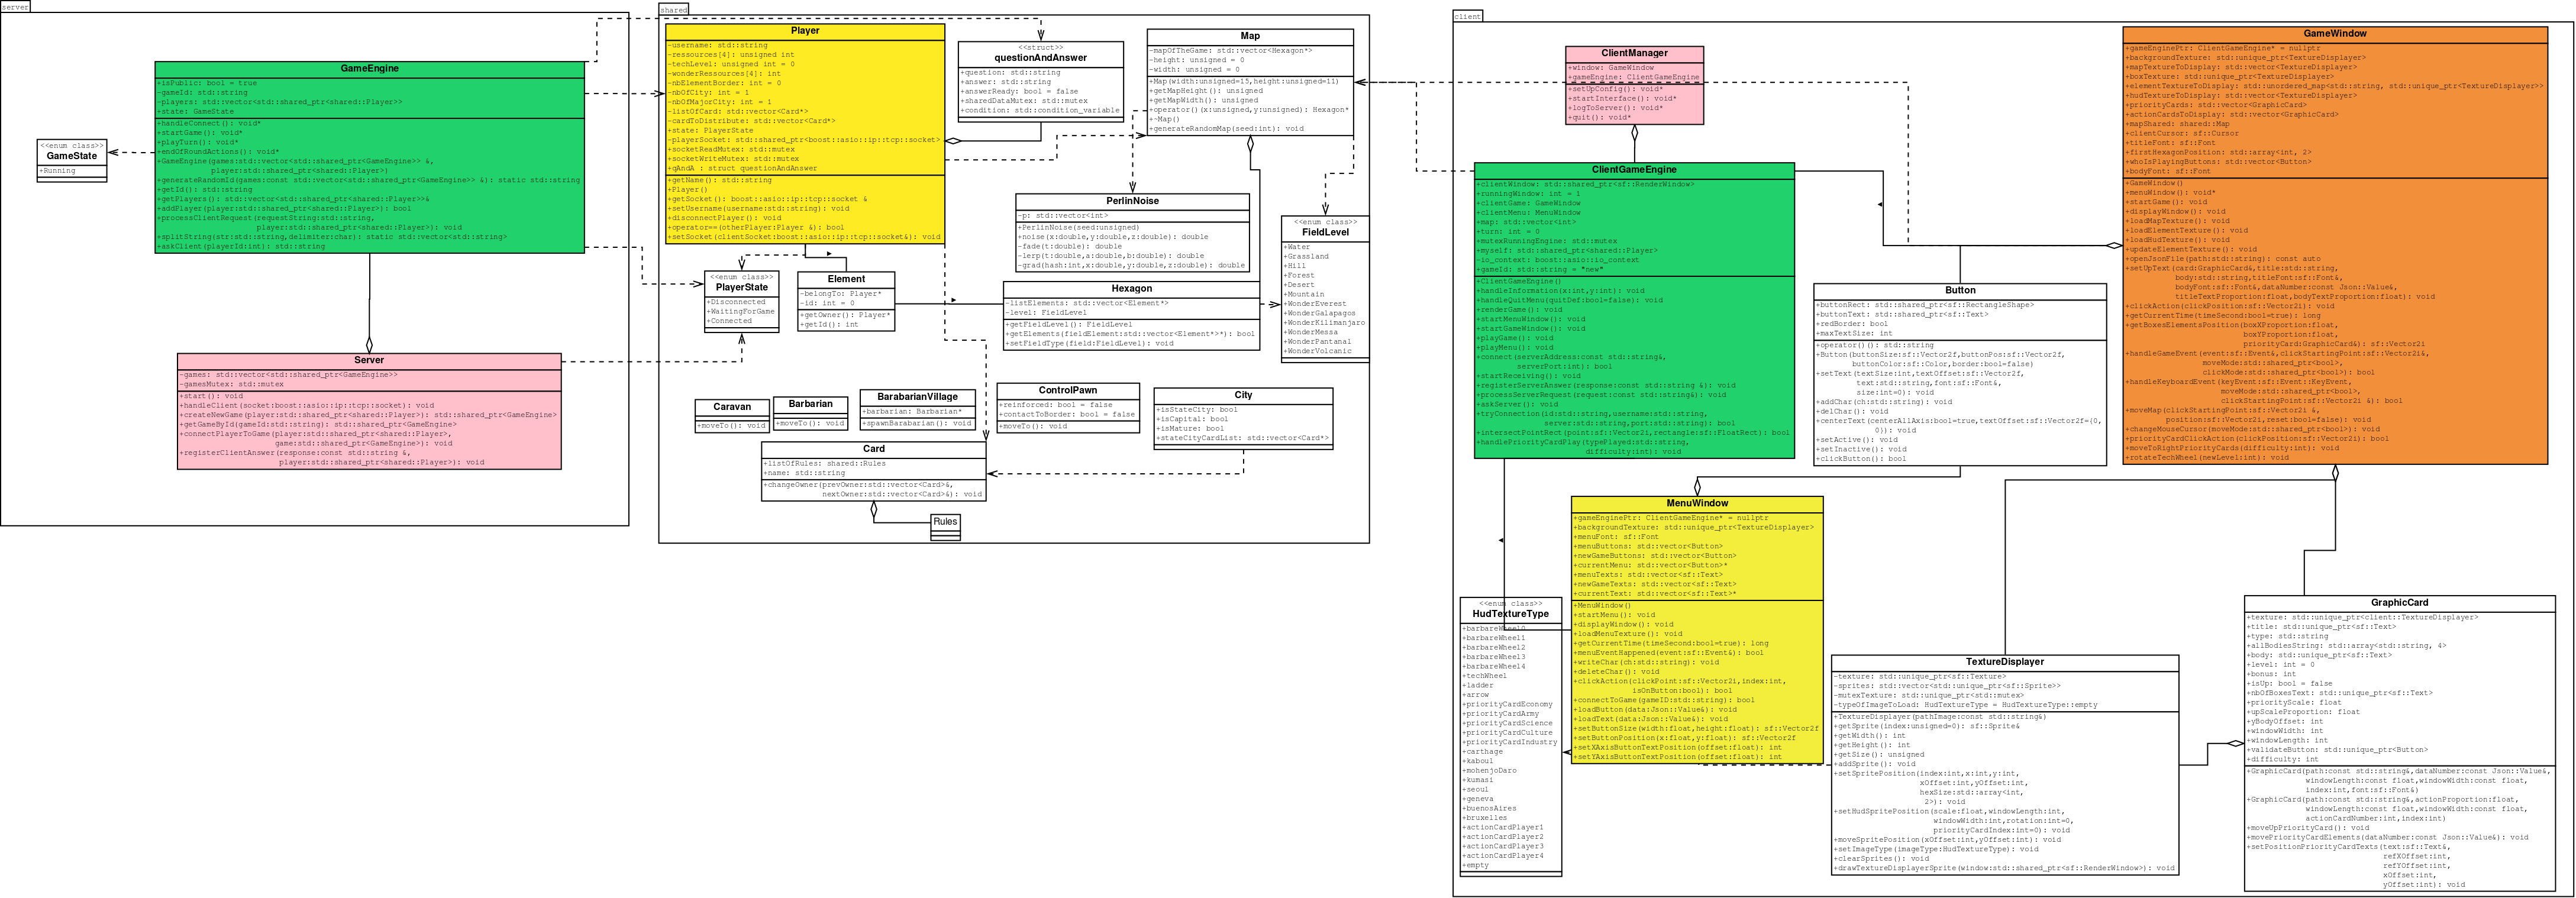 server
GameEngine
+isPublic: bool = true
-gameId: std::string
-players: std::vector<std::shared_ptr<shared::Player>>
+state: GameState
+handleConnect(): void*
+startGame(): void*
+playTurn(): void*
+endOfRoundActions(): void*
+GameEngine(games:std::vector<std::shared_ptr<GameEngine>> &,
player:std::shared_ptr<shared::Player>)
+generateRandomId(games:const std::vector<std::shared_ptr<GameEngine>> &): static std::string
+getId(): std::string
+getPlayers(): std::vector<std::shared_ptr<shared::Player>>&
+addPlayer(player:std::shared_ptr<shared::Player>): bool
+processClientRequest(requestString:std::string,
player:std::shared_ptr<shared::Player>): void
+splitString(str:std::string,delimiter:char): static std::vector<std::string>
+askClient(playerId:int): std::string
<<enum class>>
GameState
+Running
Server
-games: std::vector<std::shared_ptr<GameEngine>>
-gamesMutex: std::mutex
+start(): void
+handleClient(socket:boost::asio::ip::tcp::socket): void
+createNewGame(player:std::shared_ptr<shared::Player>): std::shared_ptr<GameEngine>
+getGameById(gameId:std::string): std::shared_ptr<GameEngine>
+connectPlayerToGame(player:std::shared_ptr<shared::Player>,
game:std::shared_ptr<GameEngine>): void
+registerClientAnswer(response:const std::string &,
player:std::shared_ptr<shared::Player>): void
shared
Player
-username: std::string
-ressources[4]: unsigned int
-techLevel: unsigned int = 0
-wonderRessources[4]: int
-nbElementBorder: int = 0
-nbOfCity: int = 1
-nbOfMajorCity: int = 1
-listOfCard: std::vector<Card*>
-cardToDistribute: std::vector<Card*>
+state: PlayerState
-playerSocket: std::shared_ptr<boost::asio::ip::tcp::socket>
+socketReadMutex: std::mutex
+socketWriteMutex: std::mutex
+qAndA : struct questionAndAnswer
+getName(): std::string
+Player()
+getSocket(): boost::asio::ip::tcp::socket &
+setUsername(username:std::string): void
+disconnectPlayer(): void
+operator==(otherPlayer:Player &): bool
+setSocket(clientSocket:boost::asio::ip::tcp::socket&): void
<<struct>>
questionAndAnswer
+question: std::string
+answer: std::string
+answerReady: bool = false
+sharedDataMutex: std::mutex
+condition: std::condition_variable
Map
-mapOfTheGame: std::vector<Hexagon*>
-height: unsigned = 0
-width: unsigned = 0
+Map(width:unsigned=15,height:unsigned=11)
+getMapHeight(): unsigned
+getMapWidth(): unsigned
+operator()(x:unsigned,y:unsigned): Hexagon*
+~Map()
+generateRandomMap(seed:int): void
PerlinNoise
-p: std::vector<int>
+PerlinNoise(seed:unsigned)
+noise(x:double,y:double,z:double): double
-fade(t:double): double
-lerp(t:double,a:double,b:double): double
-grad(hash:int,x:double,y:double,z:double): double
<<enum class>>
FieldLevel
+Water
+Grassland
+Hill
+Forest
+Desert
+Mountain
+WonderEverest
+WonderGalapagos
+WonderKilimanjaro
+WonderMessa
+WonderPantanal
+WonderVolcanic
<<enum class>>
PlayerState
+Disconnected
+WaitingForGame
+Connected
Element
-belongTo: Player*
-id: int = 0
+getOwner(): Player*
+getId(): int
Hexagon
-listElements: std::vector<Element*>
-level: FieldLevel
+getFieldLevel(): FieldLevel
+getElements(fieldElement:std::vector<Element*>*): bool
+setFieldType(field:FieldLevel): void
Caravan
+moveTo(): void
Barbarian
+moveTo(): void
BararbarianVillage
+barbarian: Barbarian*
+spawnBarabarian(): void
ControlPawn
+reinforced: bool = false
+contactToBorder: bool = false
+moveTo(): void
City
+isStateCity: bool
+isCapital: bool
+isMature: bool
+stateCityCardList: std::vector<Card*>
Card
+listOfRules: shared::Rules
+name: std::string
+changeOwner(prevOwner:std::vector<Card>&,
nextOwner:std::vector<Card>&): void
Rules
client
ClientManager
+window: GameWindow
+gameEngine: ClientGameEngine
+setUpConfig(): void*
+startInterface(): void*
+logToServer(): void*
+quit(): void*
ClientGameEngine
+clientWindow: std::shared_ptr<sf::RenderWindow>
+runningWindow: int = 1
+clientGame: GameWindow
+clientMenu: MenuWindow
+map: std::vector<int>
+turn: int = 0
+mutexRunningEngine: std::mutex
+myself: std::shared_ptr<shared::Player>
-io_context: boost::asio::io_context
+gameId: std::string = "new"
+ClientGameEngine()
+handleInformation(x:int,y:int): void
+handleQuitMenu(quitDef:bool=false): void
+renderGame(): void
+startMenuWindow(): void
+startGameWindow(): void
+playGame(): void
+playMenu(): void
+connect(serverAddress:const std::string&,
serverPort:int): bool
+startReceiving(): void
+registerServerAnswer(response:const std::string &): void
+processServerRequest(request:const std::string&): void
+askServer(): void
+tryConnection(id:std::string,username:std::string,
server:std::string,port:std::string): bool
+intersectPointRect(point:sf::Vector2i,rectangle:sf::FloatRect): bool
+handlePriorityCardPlay(typePlayed:std::string,
difficulty:int): void
Button
+buttonRect: std::shared_ptr<sf::RectangleShape>
+buttonText: std::shared_ptr<sf::Text>
+redBorder: bool
+maxTextSize: int
+operator()(): std::string
+Button(buttonSize:sf::Vector2f,buttonPos:sf::Vector2f,
buttonColor:sf::Color,border:bool=false)
+setText(textSize:int,textOffset:sf::Vector2f,
text:std::string,font:sf::Font&,
size:int=0): void
+addChar(ch:std::string): void
+delChar(): void
+centerText(centerAllAxis:bool=true,textOffset:sf::Vector2f={0,
0}): void
+setActive(): void
+setInactive(): void
+clickButton(): bool
GameWindow
+gameEnginePtr: ClientGameEngine* = nullptr
+backgroundTexture: std::unique_ptr<TextureDisplayer>
+mapTextureToDisplay: std::vector<TextureDisplayer>
+boxTexture: std::unique_ptr<TextureDisplayer>
+elementTextureToDisplay: std::unordered_map<std::string, std::unique_ptr<TextureDisplayer>>
+hudTextureToDisplay: std::vector<TextureDisplayer>
+priorityCards: std::vector<GraphicCard>
+actionCardsToDisplay: std::vector<GraphicCard>
+mapShared: shared::Map
+clientCursor: sf::Cursor
+titleFont: sf::Font
+firstHexagonPosition: std::array<int, 2>
+whoIsPlayingButtons: std::vector<Button>
+bodyFont: sf::Font
+GameWindow()
+menuWindow(): void*
+startGame(): void
+displayWindow(): void
+loadMapTexture(): void
+loadElementTexture(): void
+loadHudTexture(): void
+updateElementTexture(): void
+openJsonFile(path:std::string): const auto
+setUpText(card:GraphicCard&,title:std::string,
body:std::string,titleFont:sf::Font&,
bodyFont:sf::Font&,dataNumber:const Json::Value&,
titleTextProportion:float,bodyTextProportion:float): void
+clickAction(clickPosition:sf::Vector2i): void
+getCurrentTime(timeSecond:bool=true): long
+getBoxesElementsPosition(boxXProportion:float,
boxYProportion:float,
priorityCard:GraphicCard&): sf::Vector2i
+handleGameEvent(event:sf::Event&,clickStartingPoint:sf::Vector2i&,
moveMode:std::shared_ptr<bool>,
clickMode:std::shared_ptr<bool>): bool
+handleKeyboardEvent(keyEvent:sf::Event::KeyEvent,
moveMode:std::shared_ptr<bool>,
clickStartingPoint:sf::Vector2i &): bool
+moveMap(clickStartingPoint:sf::Vector2i &,
position:sf::Vector2i,reset:bool=false): void
+changeMouseCursor(moveMode:std::shared_ptr<bool>): void
+priorityCardClickAction(clickPosition:sf::Vector2i): bool
+moveToRightPriorityCards(difficulty:int): void
+rotateTechWheel(newLevel:int): void
MenuWindow
+gameEnginePtr: ClientGameEngine* = nullptr
+backgroundTexture: std::unique_ptr<TextureDisplayer>
+menuFont: sf::Font
+menuButtons: std::vector<Button>
+newGameButtons: std::vector<Button>
+currentMenu: std::vector<Button>*
+menuTexts: std::vector<sf::Text>
+newGameTexts: std::vector<sf::Text>
+currentText: std::vector<sf::Text>*
+MenuWindow()
+startMenu(): void
+displayWindow(): void
+loadMenuTexture(): void
+getCurrentTime(timeSecond:bool=true): long
+menuEventHappened(event:sf::Event&): bool
+writeChar(ch:std::string): void
+deleteChar(): void
+clickAction(clickPoint:sf::Vector2i,index:int,
isOnButton:bool): bool
+connectToGame(gameID:std::string): bool
+loadButton(data:Json::Value&): void
+loadText(data:Json::Value&): void
+setButtonSize(width:float,height:float): sf::Vector2f
+setButtonPosition(x:float,y:float): sf::Vector2f
+setXAxisButtonTextPosition(offset:float): int
+setYAxisButtonTextPosition(offset:float): int
<<enum class>>
HudTextureType
+barbareWheel0
+barbareWheel1
+barbareWheel2
+barbareWheel3
+barbareWheel4
+techWheel
+ladder
+arrow
+priorityCardEconomy
+priorityCardArmy
+priorityCardScience
+priorityCardCulture
+priorityCardIndustry
+carthage
+kaboul
+mohenjoDaro
+kumasi
+seoul
+geneva
+buenosAires
+bruxelles
+actionCardPlayer1
+actionCardPlayer2
+actionCardPlayer3
+actionCardPlayer4
+empty
TextureDisplayer
-texture: std::unique_ptr<sf::Texture>
-sprites: std::vector<std::unique_ptr<sf::Sprite>>
-mutexTexture: std::unique_ptr<std::mutex>
-typeOfImageToLoad: HudTextureType = HudTextureType::empty
+TextureDisplayer(pathImage:const std::string&)
+getSprite(index:unsigned=0): sf::Sprite&
+getWidth(): int
+getHeight(): int
+getSize(): unsigned
+addSprite(): void
+setSpritePosition(index:int,x:int,y:int,
xOffset:int,yOffset:int,
hexSize:std::array<int,
2>): void
+setHudSpritePosition(scale:float,windowLength:int,
windowWidth:int,rotation:int=0,
priorityCardIndex:int=0): void
+moveSpritePosition(xOffset:int,yOffset:int): void
+setImageType(imageType:HudTextureType): void
+clearSprites(): void
+drawTextureDisplayerSprite(window:std::shared_ptr<sf::RenderWindow>): void
GraphicCard
+texture: std::unique_ptr<client::TextureDisplayer>
+title: std::unique_ptr<sf::Text>
+type: std::string
+allBodiesString: std::array<std::string, 4>
+body: std::unique_ptr<sf::Text>
+level: int = 0
+bonus: int
+isUp: bool = false
+nbOfBoxesText: std::unique_ptr<sf::Text>
+priorityScale: float
+upScaleProportion: float
+yBodyOffset: int
+windowWidth: int
+windowLength: int
+validateButton: std::unique_ptr<Button>
+difficulty: int
+GraphicCard(path:const std::string&,dataNumber:const Json::Value&,
windowLength:const float,windowWidth:const float,
index:int,font:sf::Font&)
+GraphicCard(path:const std::string&,actionProportion:float,
windowLength:const float,windowWidth:const float,
actionCardNumber:int,index:int)
+moveUpPriorityCard(): void
+movePriorityCardElements(dataNumber:const Json::Value&): void
+setPositionPriorityCardTexts(text:sf::Text&,
refXOffset:int,
refYOffset:int,
xOffset:int,
yOffset:int): void